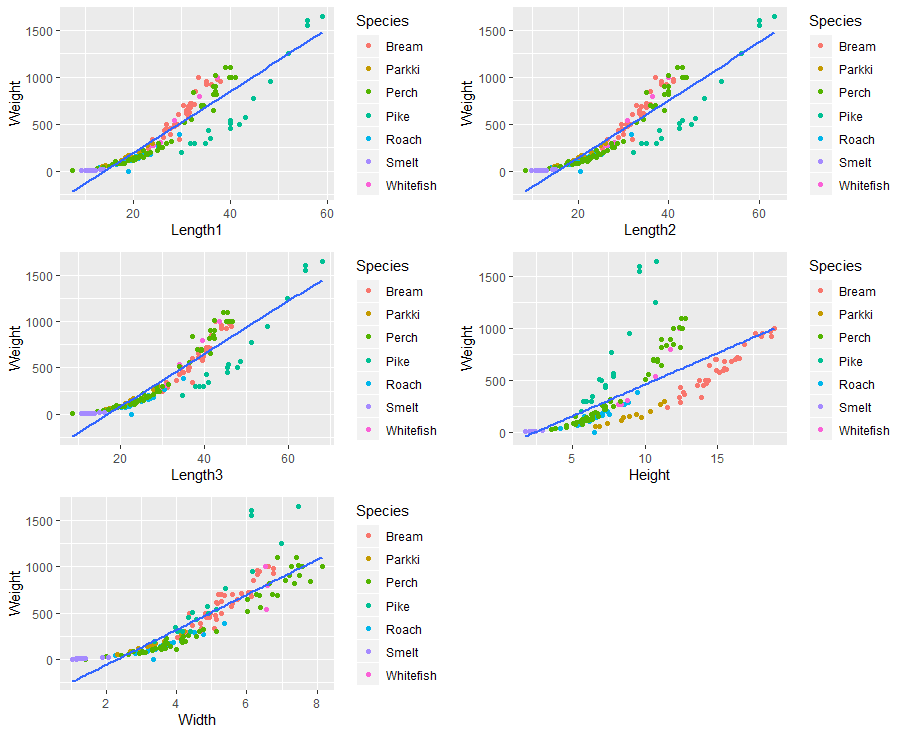 Weight
1500
1000
500
0
20
40
60
Length1
Species
Bream
Parkki
Perch
Pike
Roach
Smelt
Whitefish
Weight
1500
1000
500
0
20
40
60
Length2
Species
Bream
Parkki
Perch
Pike
Roach
Smelt
Whitefish
Weight
1500
1000
500
0
20
40
60
Length3
Species
Bream
Parkki
Perch
Pike
Roach
Smelt
Whitefish
Weight
1500
1000
500
0
5
10
15
Height
Species
Bream
Parkki
Perch
Pike
Roach
Smelt
Whitefish
Weight
1500
1000
500
0
2
4
6
8
Width
Species
Bream
Parkki
Perch
Pike
Roach
Smelt
Whitefish